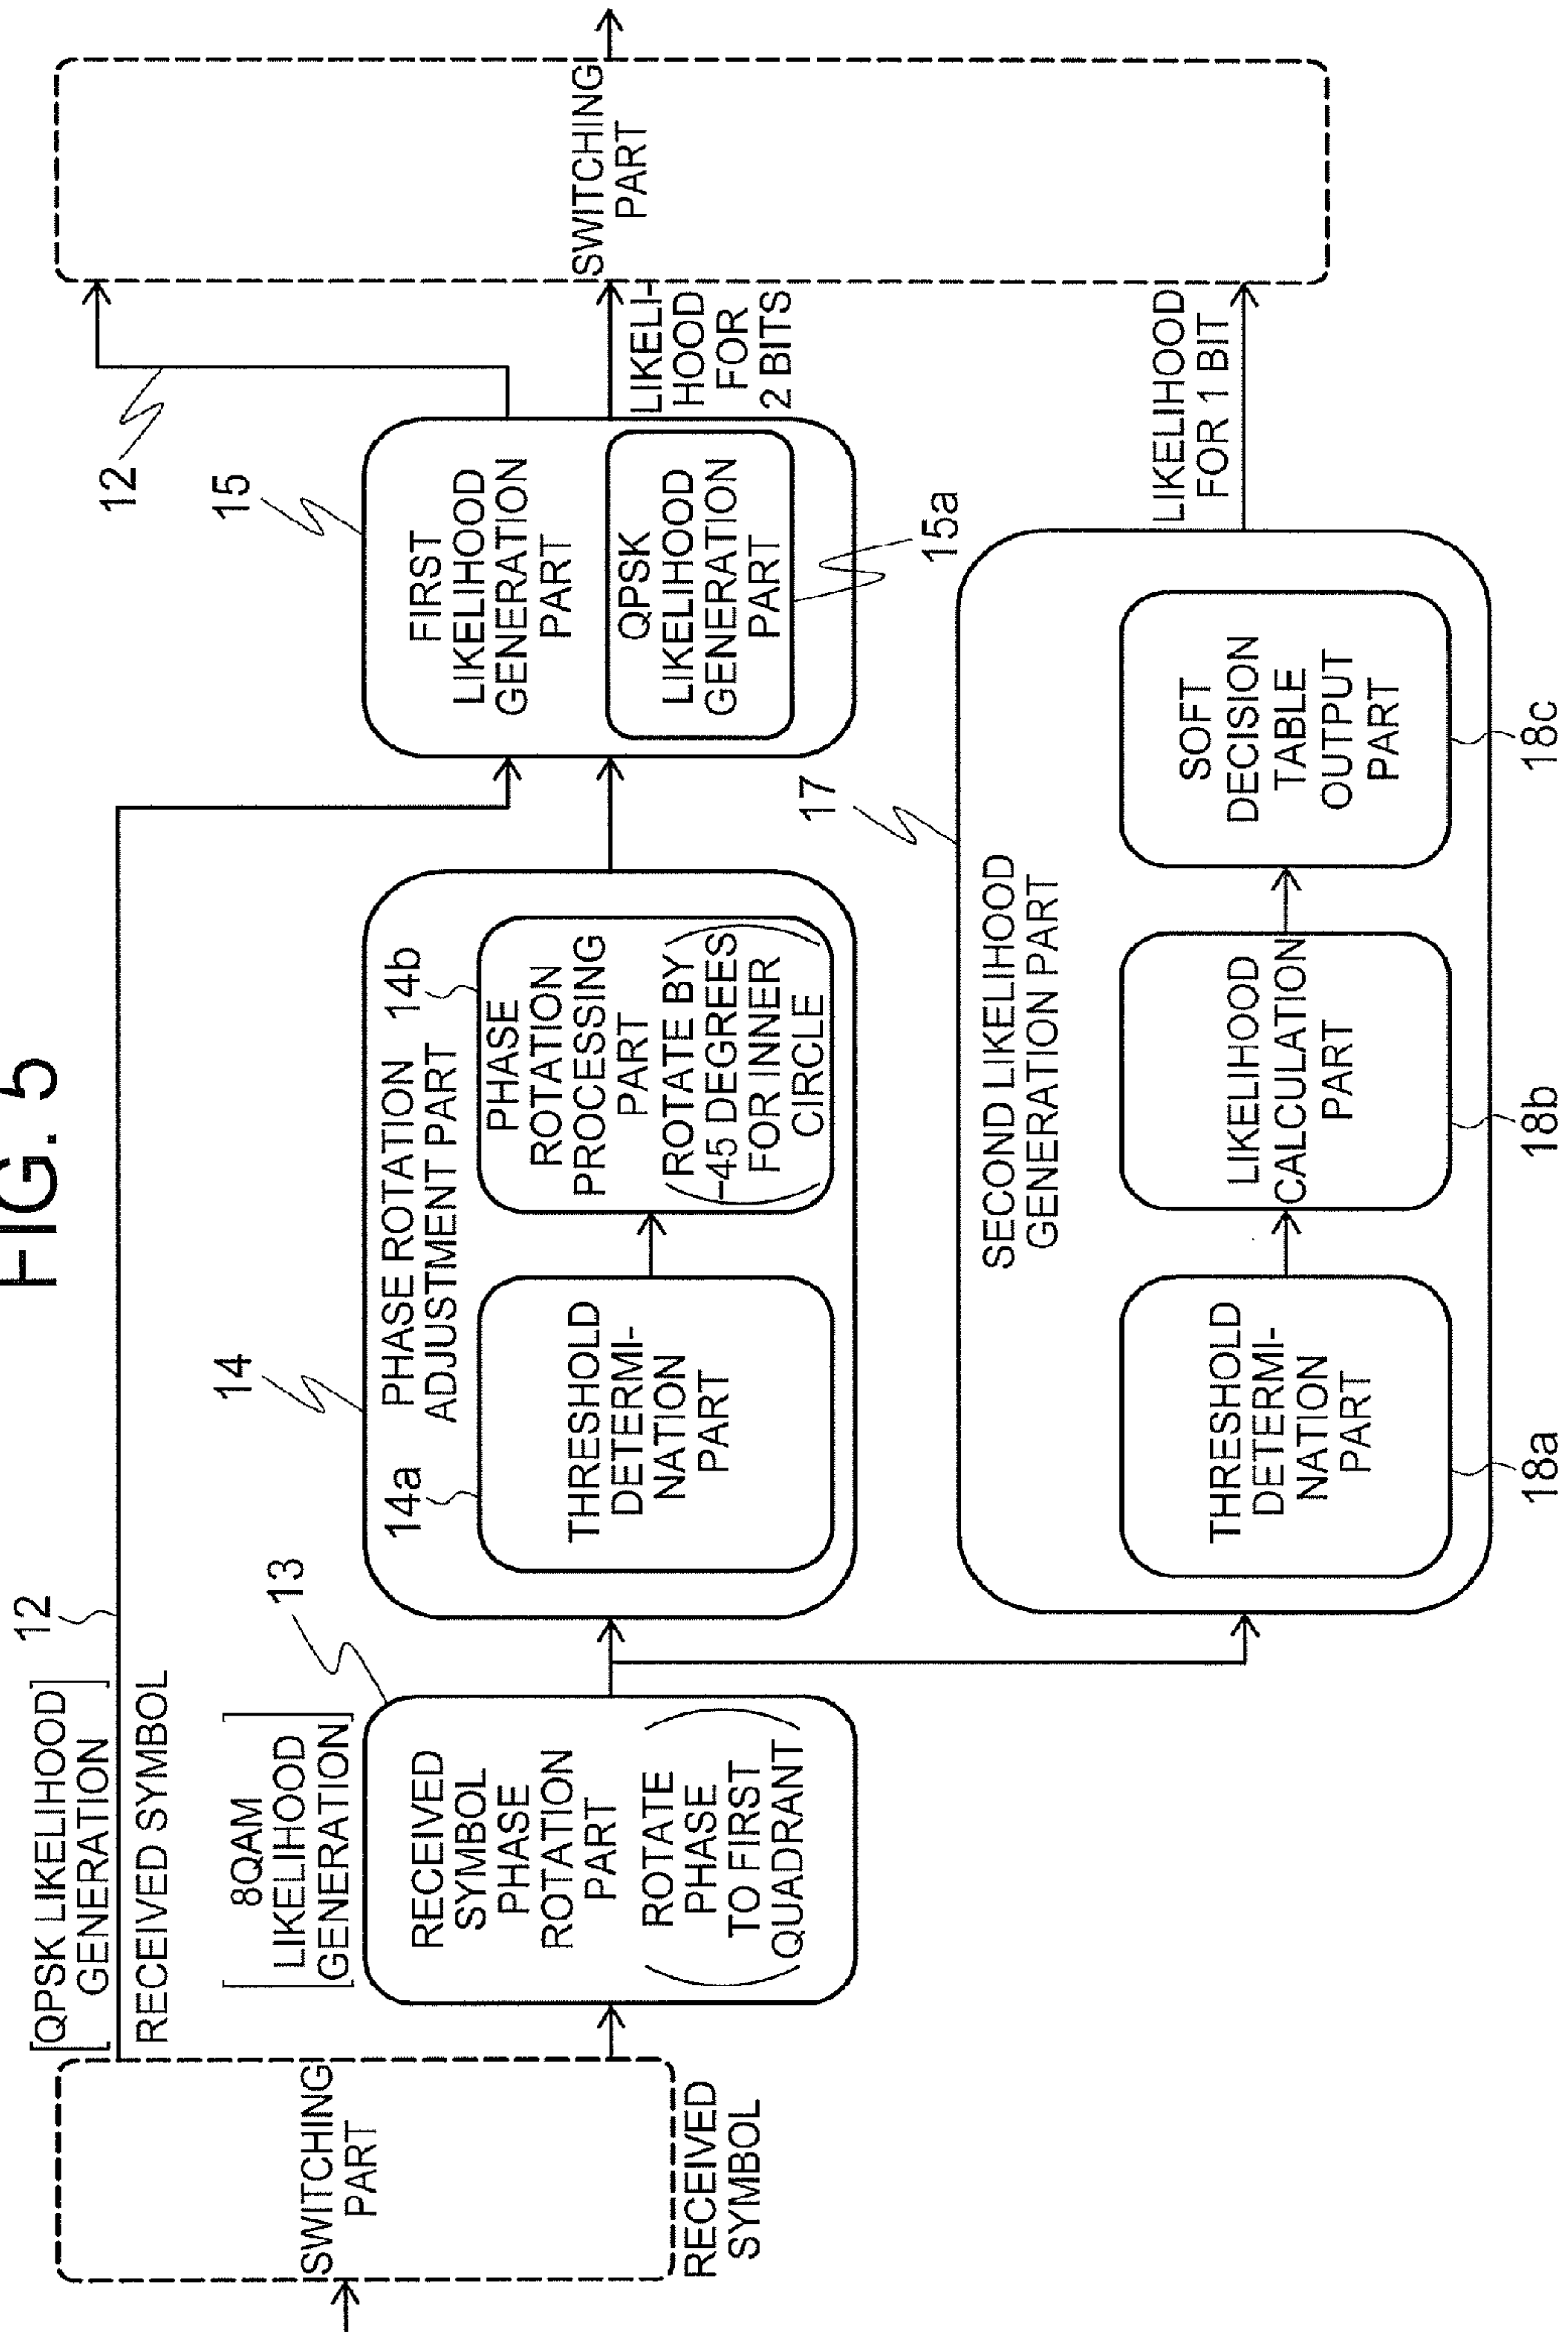 FIG. 5
[QPSK LIKELIHOOD
GENERATION]
12
RECEIVED SYMBOL
SWITCHING
PART
RECEIVED
SYMBOL
[8QAM
LIKELIHOOD
GENERATION]
13
RECEIVED
SYMBOL
PHASE
ROTATION
PART
(ROTATE
PHASE
TO FIRST
QUADRANT)
14
PHASE ROTATION
ADJUSTMENT PART
14a
THRESHOLD
DETERMI-
NATION
PART
14b
PHASE
ROTATION
PROCESSING
PART
(ROTATE BY
-45 DEGREES
FOR INNER
CIRCLE)
15
FIRST
LIKELIHOOD
GENERATION
PART
QPSK
LIKELIHOOD
GENERATION
PART
15a
12
LIKELI-
HOOD
FOR
2 BITS
SWITCHING
PART
17
SECOND LIKELIHOOD
GENERATION PART
THRESHOLD
DETERMI-
NATION
PART
18a
LIKELIHOOD
CALCULATION
PART
18b
SOFT
DECISION
TABLE
OUTPUT
PART
18c
LIKELIHOOD
FOR 1 BIT